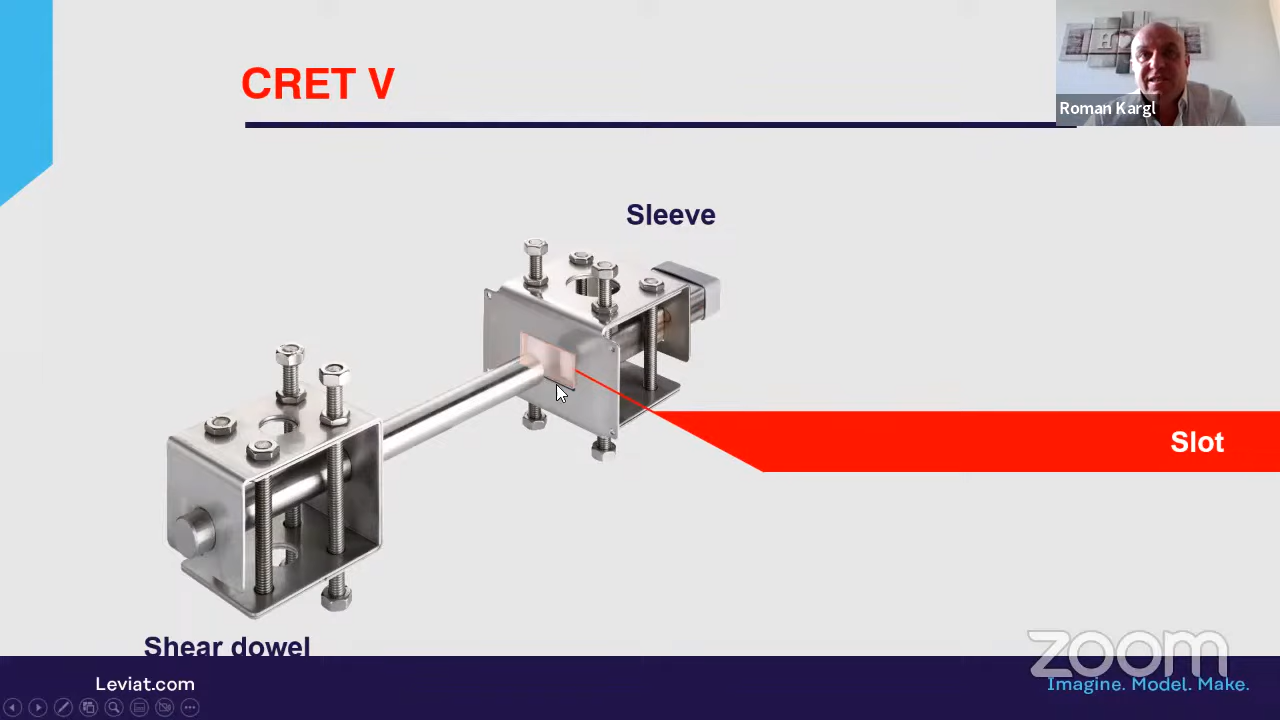 CRET V
H
Roman Kargl
Sleeve
Slot
Shear dowel
zoom
Leviat.com
Imagine. Model. Make.